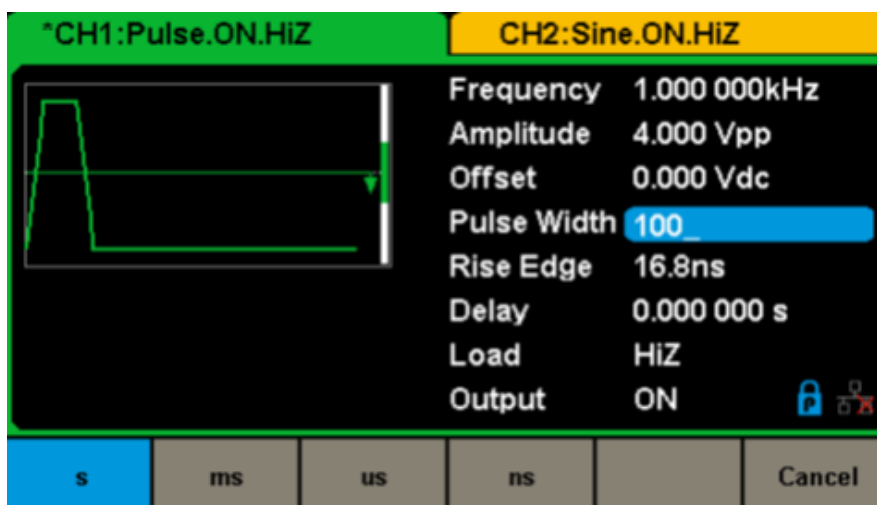 *CH1:Pulse.ON.HiZ CH2:Sine.ON.HiZ
Frequency 1.000 000kHz
Amplitude 4.000 Vpp
Offset 0.000 Vdc
Pulse Width 100_
Rise Edge 16.8ns
Delay 0.000 000 s
Load HiZ
Output ON P
s ms us ns Cancel